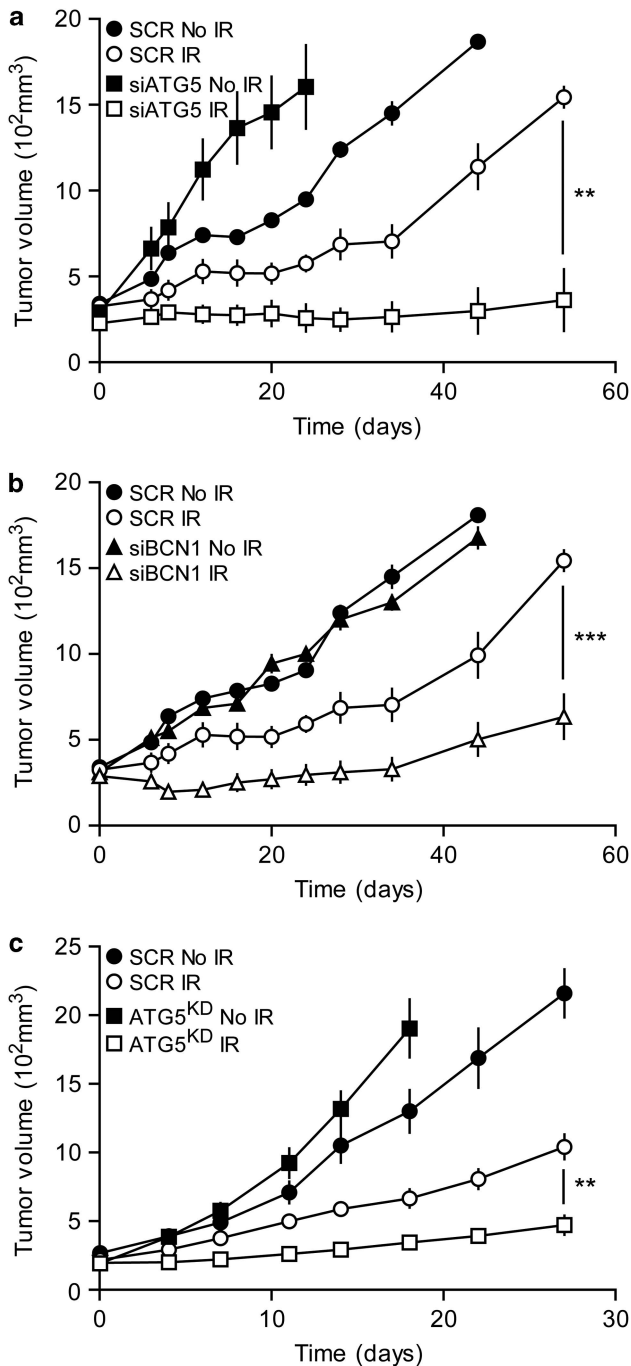 a
SCR No IR
SCR IR
siATG5 No IR
siATG5 IR
20
15
10
5
0
Tumor volume (10²mm³)
**
0 20 40 60
Time (days)
b
SCR No IR
SCR IR
siBCN1 No IR
siBCN1 IR
20
15
10
5
0
Tumor volume (10²mm³)
***
0 20 40 60
Time (days)
c
SCR No IR
SCR IR
ATG5ᴷᴰ No IR
ATG5ᴷᴰ IR
25
20
15
10
5
0
Tumor volume (10²mm³)
**
0 10 20 30
Time (days)